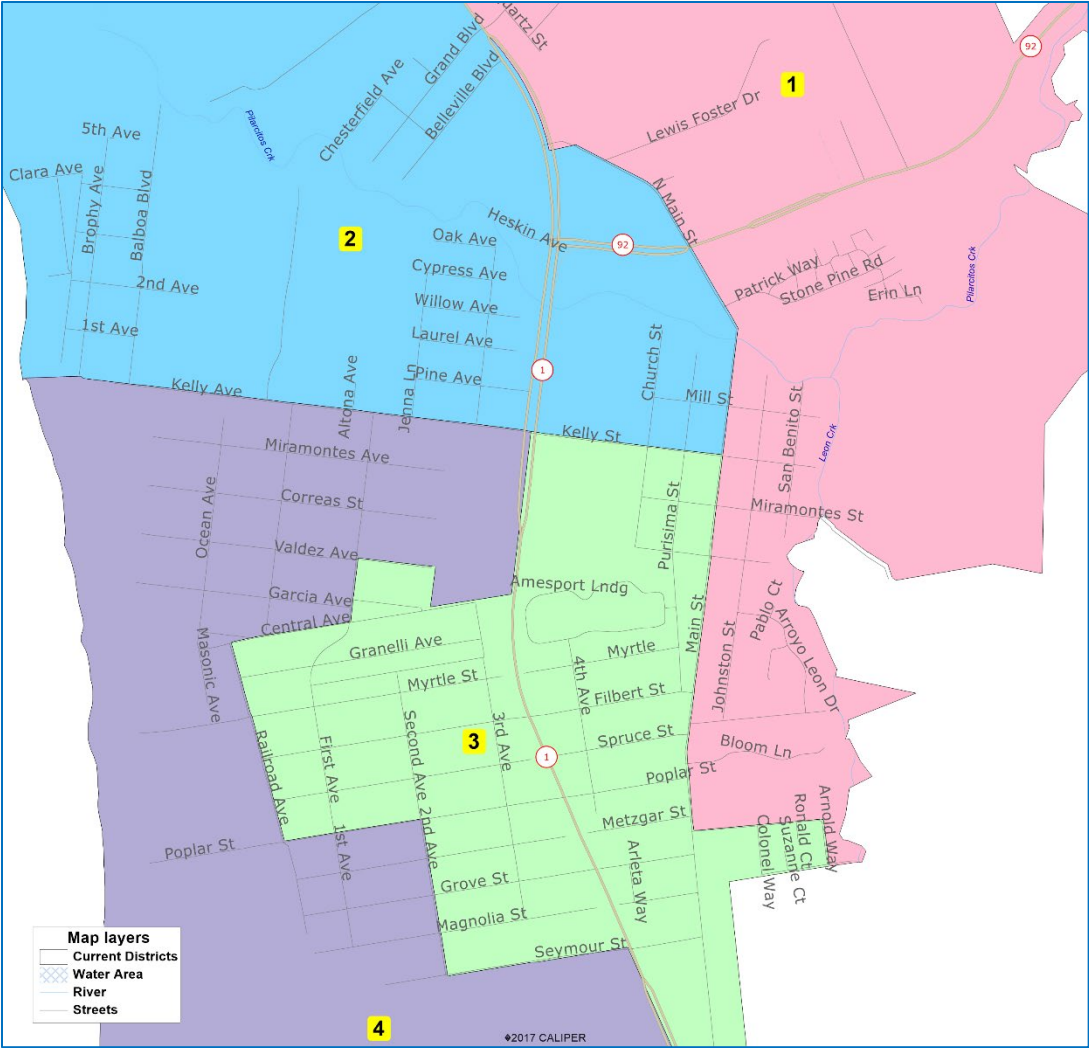 uartz St
Grand Blvd
92
Chesterfield Ave
Belleville Blvd
1
Lewis Foster Dr
Pilarcitos Crk
5th Ave
Clara Ave
Brophy Ave
Balboa Blvd
N Main St
2
Heskin Ave
Oak Ave
92
Cypress Ave
Patrick Way
Stone Pine Rd
Erin Ln
Pilarcitos Crk
2nd Ave
Willow Ave
1st Ave
Laurel Ave
Church St
1
Pine Ave
Kelly Ave
Altona Ave
Jenna Ln
Mill St
San Benito St
Leon Crk
Kelly St
Miramontes Ave
Ocean Ave
Correas St
Purisima St
Miramontes St
Valdez Ave
Garcia Ave
Amesport Lndg
Central Ave
Masonic Ave
Main St
Johnston St
Pablo Ct
Arroyo Leon Dr
Granelli Ave
Myrtle
Myrtle St
4th Ave
Filbert St
Second Ave
3rd Ave
3
Railroad Ave
First Ave
1
Spruce St
Bloom Ln
Poplar St
Metzgar St
Poplar St
1st Ave
2nd Ave
Arleta Way
Colonel Way
Suzanne Ct
Ronald Ct
Arnold Way
Grove St
Magnolia St
Seymour St
Map layers
Current Districts
Water Area
River
Streets
4
©2017 CALIPER